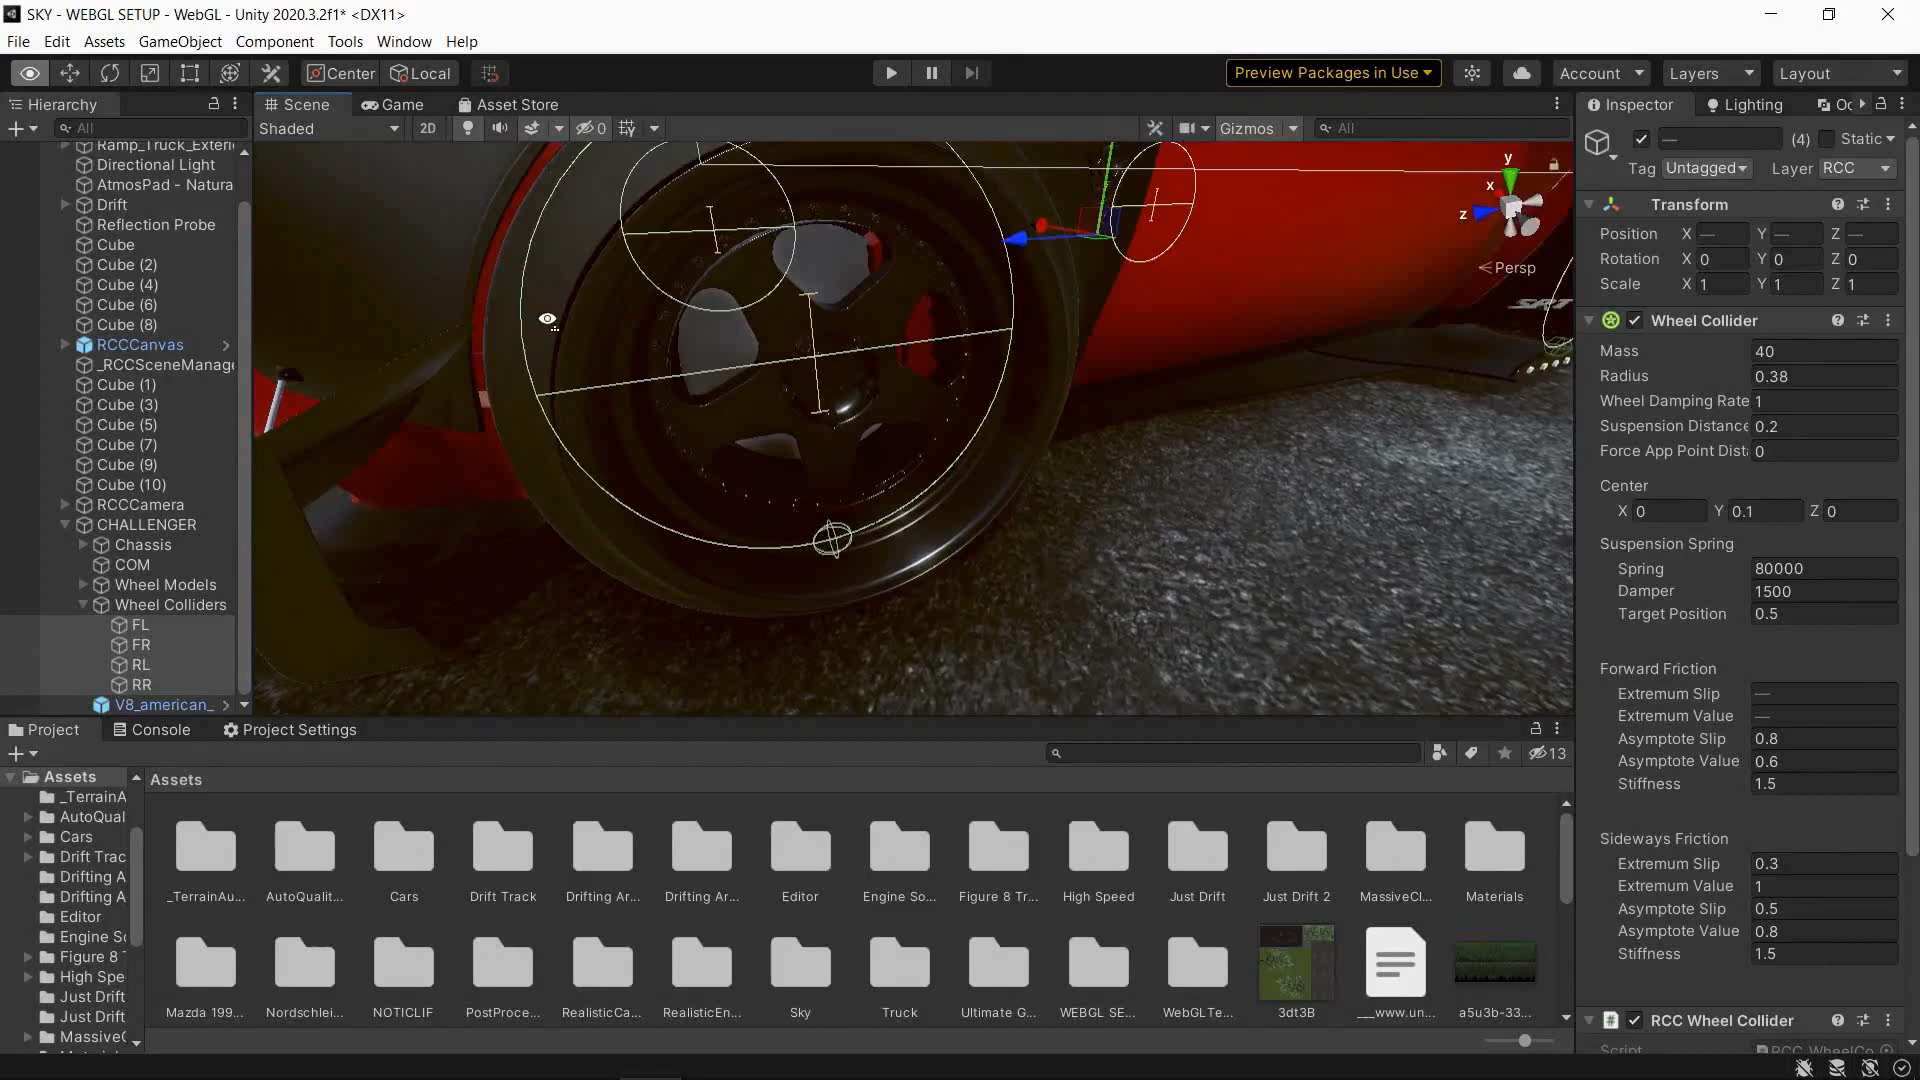 SKY - WEBGL SETUP - WebGL - Unity 2020.3.2f1* <DX11>
File Edit Assets GameObject Component Tools Window Help
Center Local Preview Packages in Use Account Layers Layout
Hierarchy
All
Ramp_Truck_Exteri
Directional Light
AtmosPad - Natura
Drift
Reflection Probe
Cube
Cube (2)
Cube (4)
Cube (6)
Cube (8)
RCCCanvas
_RCCSceneManage
Cube (1)
Cube (3)
Cube (5)
Cube (7)
Cube (9)
Cube (10)
RCCCamera
CHALLENGER
Chassis
COM
Wheel Models
Wheel Colliders
FL
FR
RL
RR
V8_american_
Scene Game Asset Store
Shaded 2D 0 Gizmos All
y
x
z
Persp
SRT
Inspector Lighting Oc
— (4) Static
Tag Untagged Layer RCC
Transform
Position X — Y — Z —
Rotation X 0 Y 0 Z 0
Scale X 1 Y 1 Z 1
Wheel Collider
Mass 40
Radius 0.38
Wheel Damping Rate 1
Suspension Distance 0.2
Force App Point Dista 0
Center
X 0 Y 0.1 Z 0
Suspension Spring
Spring 80000
Damper 1500
Target Position 0.5
Forward Friction
Extremum Slip —
Extremum Value —
Asymptote Slip 0.8
Asymptote Value 0.6
Stiffness 1.5
Sideways Friction
Extremum Slip 0.3
Extremum Value 1
Asymptote Slip 0.5
Asymptote Value 0.8
Stiffness 1.5
RCC Wheel Collider
Script RCC_WheelCo
Project Console Project Settings
13
Assets
_TerrainA
AutoQual
Cars
Drift Trac
Drifting A
Drifting A
Editor
Engine So
Figure 8 T
High Spe
Just Drift
Just Drift
MassiveC
Assets
_TerrainAu... AutoQualit... Cars Drift Track Drifting Ar... Drifting Ar... Editor Engine So... Figure 8 Tr... High Speed Just Drift Just Drift 2 MassiveCl... Materials
Mazda 199... Nordschlei... NOTICLIF PostProce... RealisticCa... RealisticEn... Sky Truck Ultimate G... WEBGL SE... WebGLTe... 3dt3B ___www.un... a5u3b-33...